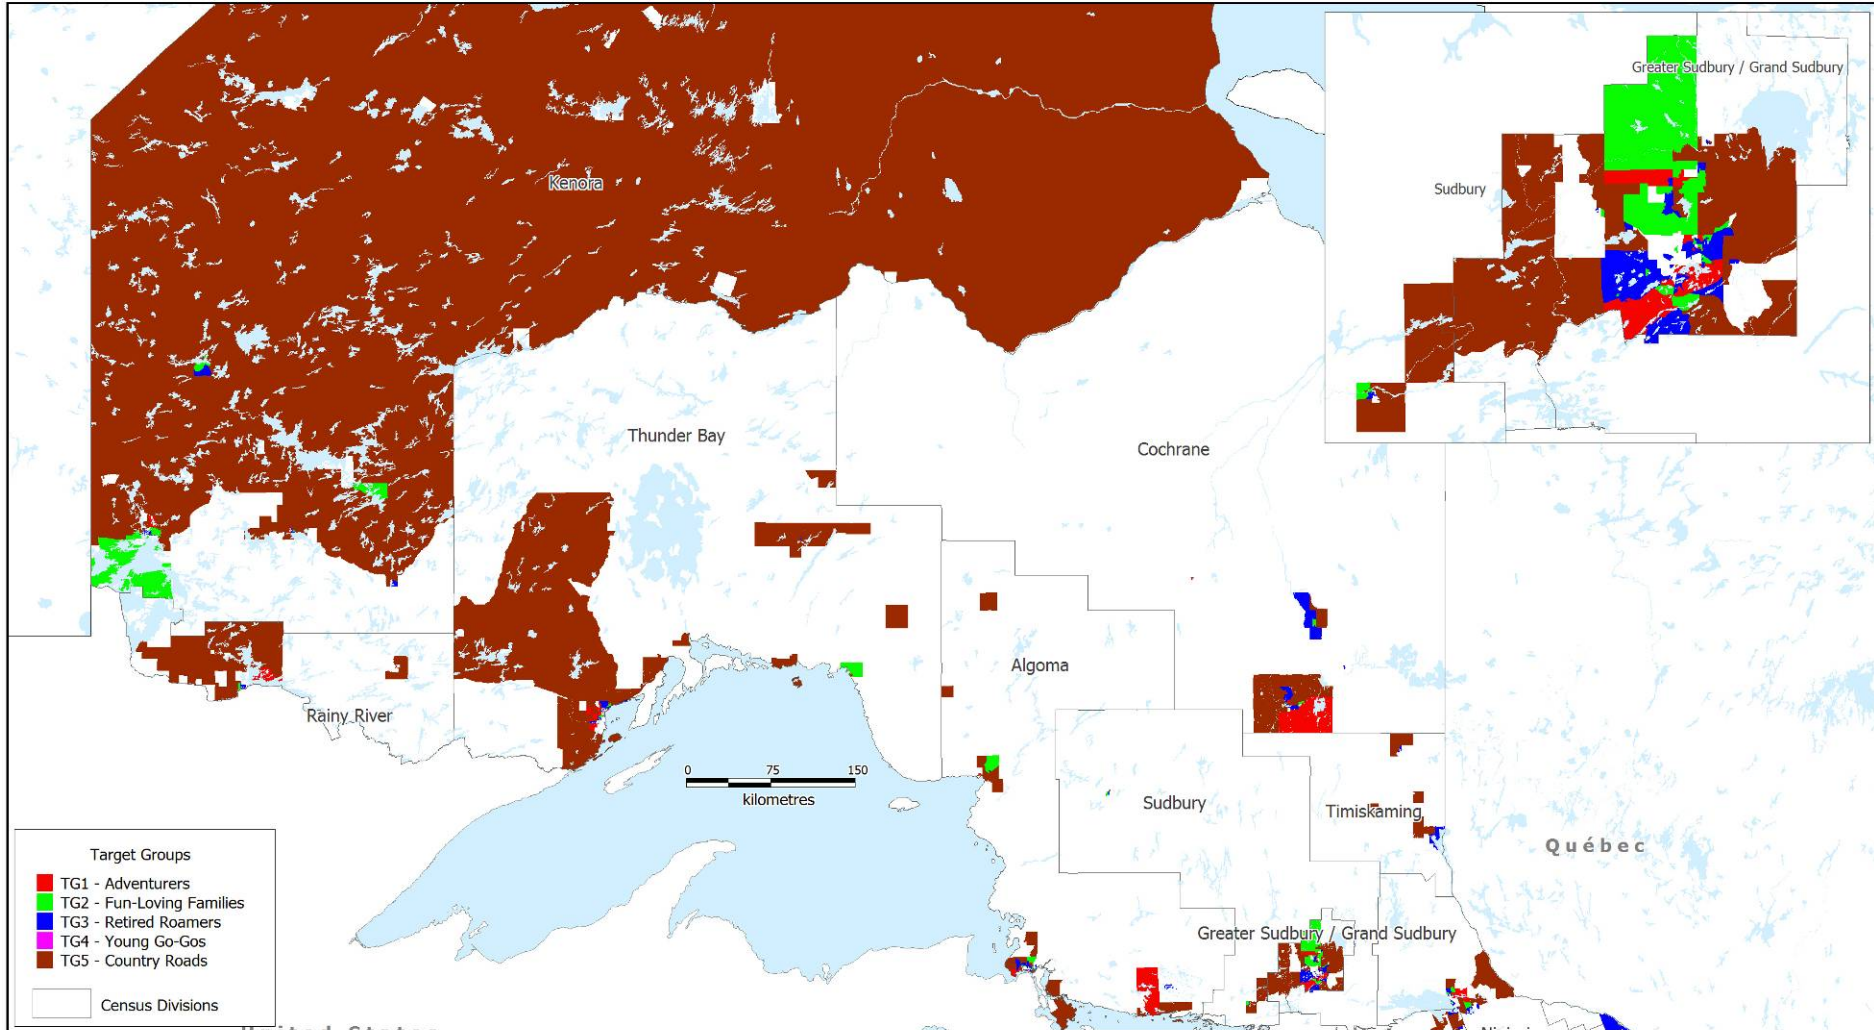 Greater Sudbury / Grand Sudbury
Sudbury
Kenora
Thunder Bay
Cochrane
Algoma
Rainy River
0 75 150
kilometres
Sudbury
Timiskaming
Québec
Greater Sudbury / Grand Sudbury
Target Groups
TG1 - Adventurers
TG2 - Fun-Loving Families
TG3 - Retired Roamers
TG4 - Young Go-Gos
TG5 - Country Roads
Census Divisions
United States